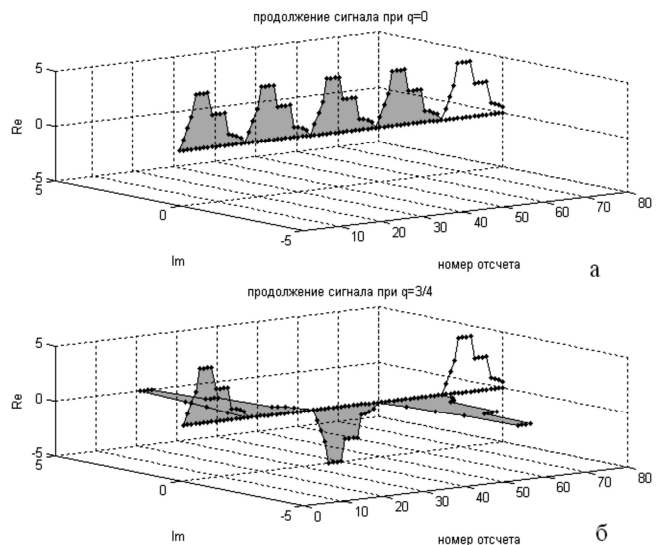 продолжение сигнала при q=0
5
0
-5
Re
5
0
-5
Im
10
20
30
40
50
60
70
80
номер отсчета
а
продолжение сигнала при q=3/4
5
0
-5
Re
5
0
-5
Im
0
10
20
30
40
50
60
70
80
номер отсчета
б